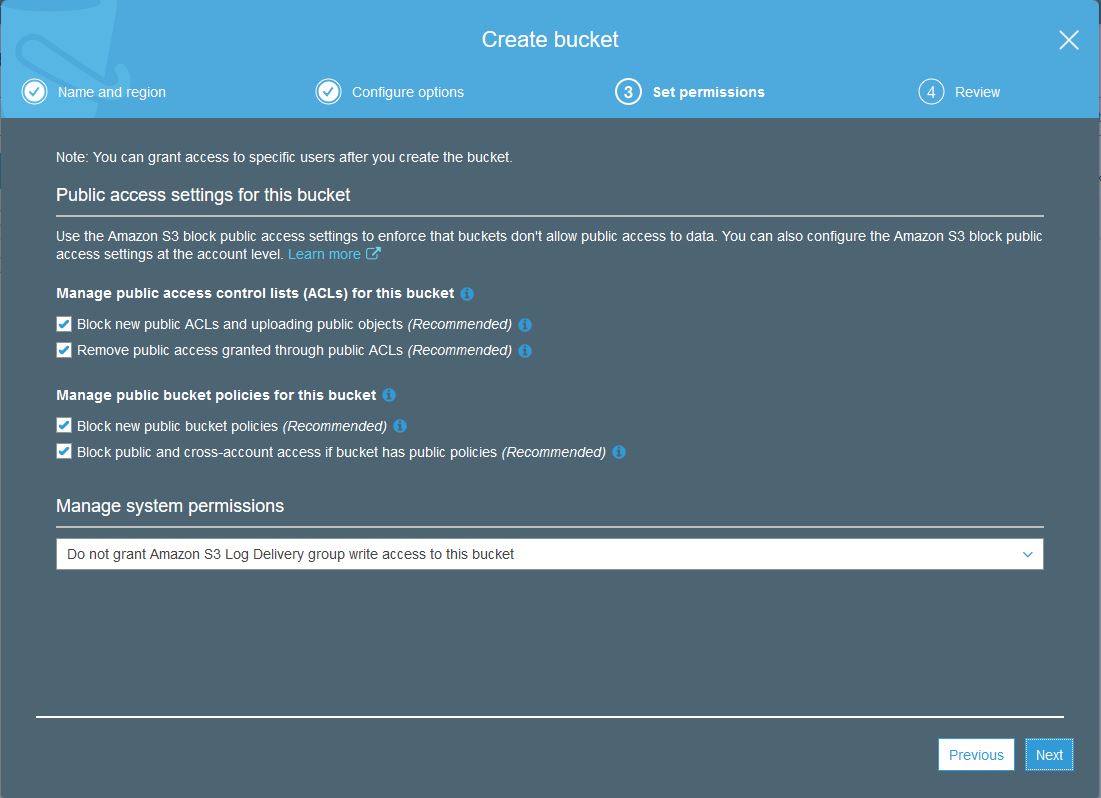 Create bucket
Name and region
Configure options
3 Set permissions
4 Review
Note: You can grant access to specific users after you create the bucket.
Public access settings for this bucket
Use the Amazon S3 block public access settings to enforce that buckets don't allow public access to data. You can also configure the Amazon S3 block public
access settings at the account level. Learn more
Manage public access control lists (ACLs) for this bucket
Block new public ACLs and uploading public objects (Recommended)
Remove public access granted through public ACLs (Recommended)
Manage public bucket policies for this bucket
Block new public bucket policies (Recommended)
Block public and cross-account access if bucket has public policies (Recommended)
Manage system permissions
Do not grant Amazon S3 Log Delivery group write access to this bucket
Previous
Next